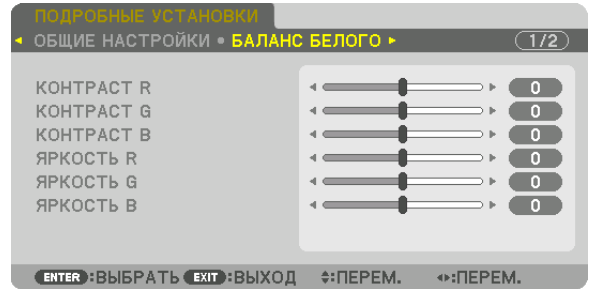 ПОДРОБНЫЕ УСТАНОВКИ
ОБЩИЕ НАСТРОЙКИ • БАЛАНС БЕЛОГО 1/2
КОНТРАСТ R 0
КОНТРАСТ G 0
КОНТРАСТ B 0
ЯРКОСТЬ R 0
ЯРКОСТЬ G 0
ЯРКОСТЬ B 0
ENTER :ВЫБРАТЬ EXIT :ВЫХОД :ПЕРЕМ. :ПЕРЕМ.